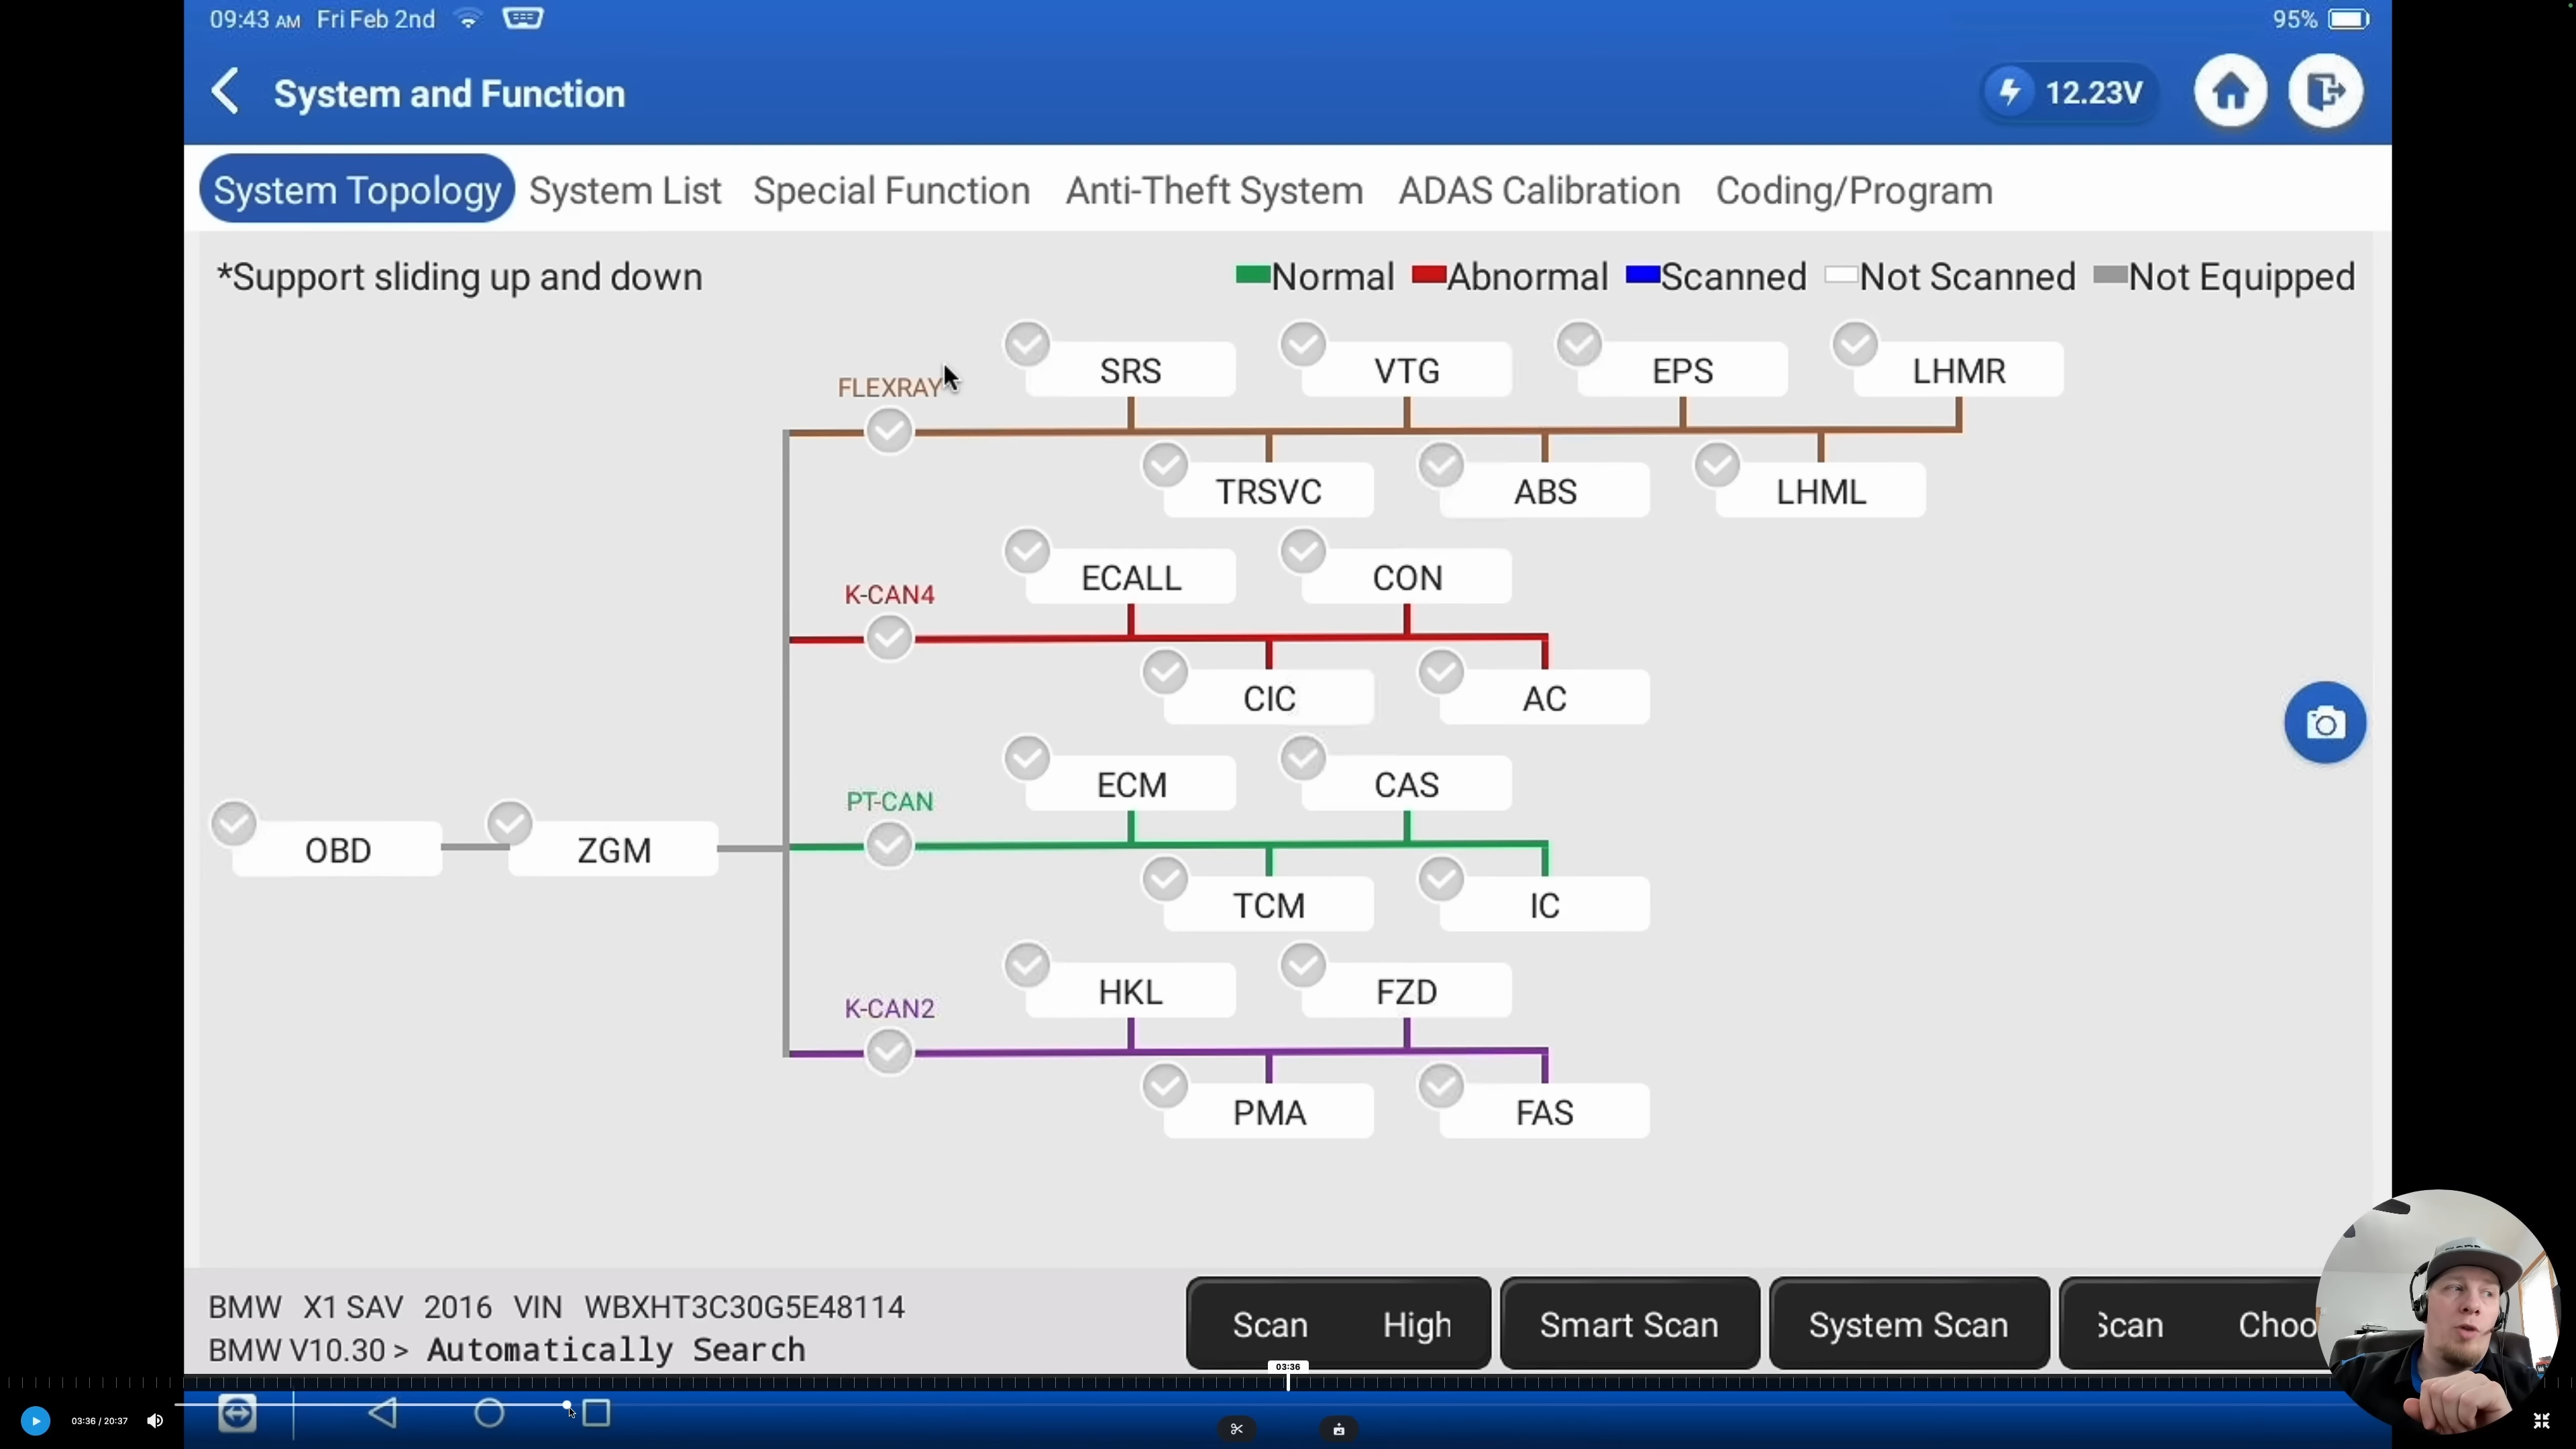 09:43 AM Fri Feb 2nd
95%
System and Function
12.23V
System Topology System List Special Function Anti-Theft System ADAS Calibration Coding/Program
*Support sliding up and down
Normal Abnormal Scanned Not Scanned Not Equipped
SRS VTG EPS LHMR
FLEXRAY
TRSVC ABS LHML
ECALL CON
K-CAN4
CIC AC
ECM CAS
PT-CAN
OBD ZGM
TCM IC
HKL FZD
K-CAN2
PMA FAS
BMW X1 SAV 2016 VIN WBXHT3C30G5E48114
BMW V10.30 > Automatically Search
Scan High Smart Scan System Scan Scan Choo
03:36
03:36 / 20:37